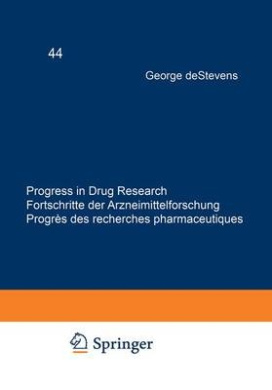 44
George deStevens
Progress in Drug Research
Fortschritte der Arzneimittelforschung
Progrès des recherches pharmaceutiques
Springer